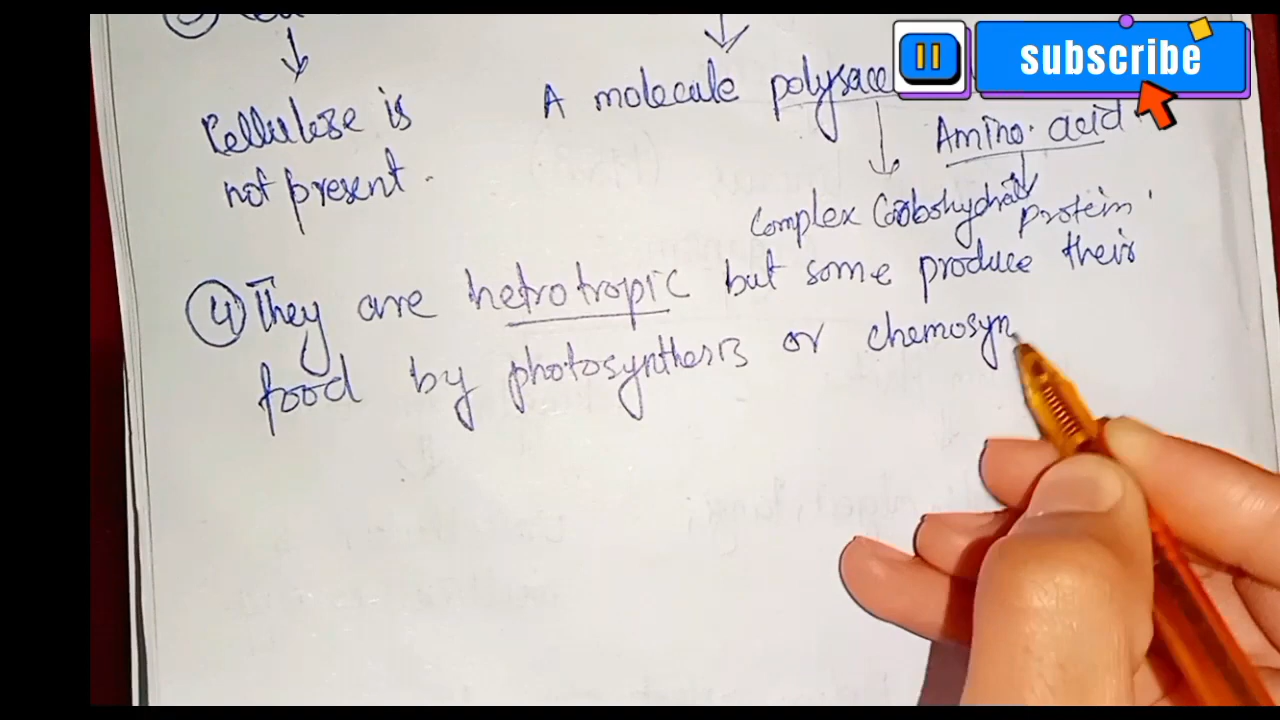 subscribe
A molecule polysacc
Cellulose is
not present.
Amino. acid
Complex Carbohydrat
protein
4 They are hetrotropic but some produce their
food by photosynthesis or chemosyn